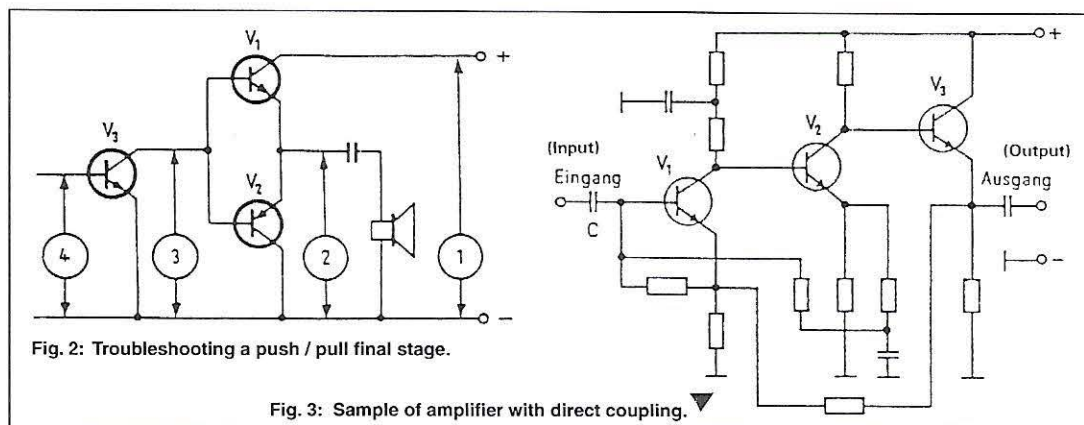 V1
+
V3
V2
4
3
2
1
−
Fig. 2: Troubleshooting a push / pull final stage.
+
V3
V2
(Input)
Eingang
V1
C
(Output)
Ausgang
−
Fig. 3: Sample of amplifier with direct coupling.